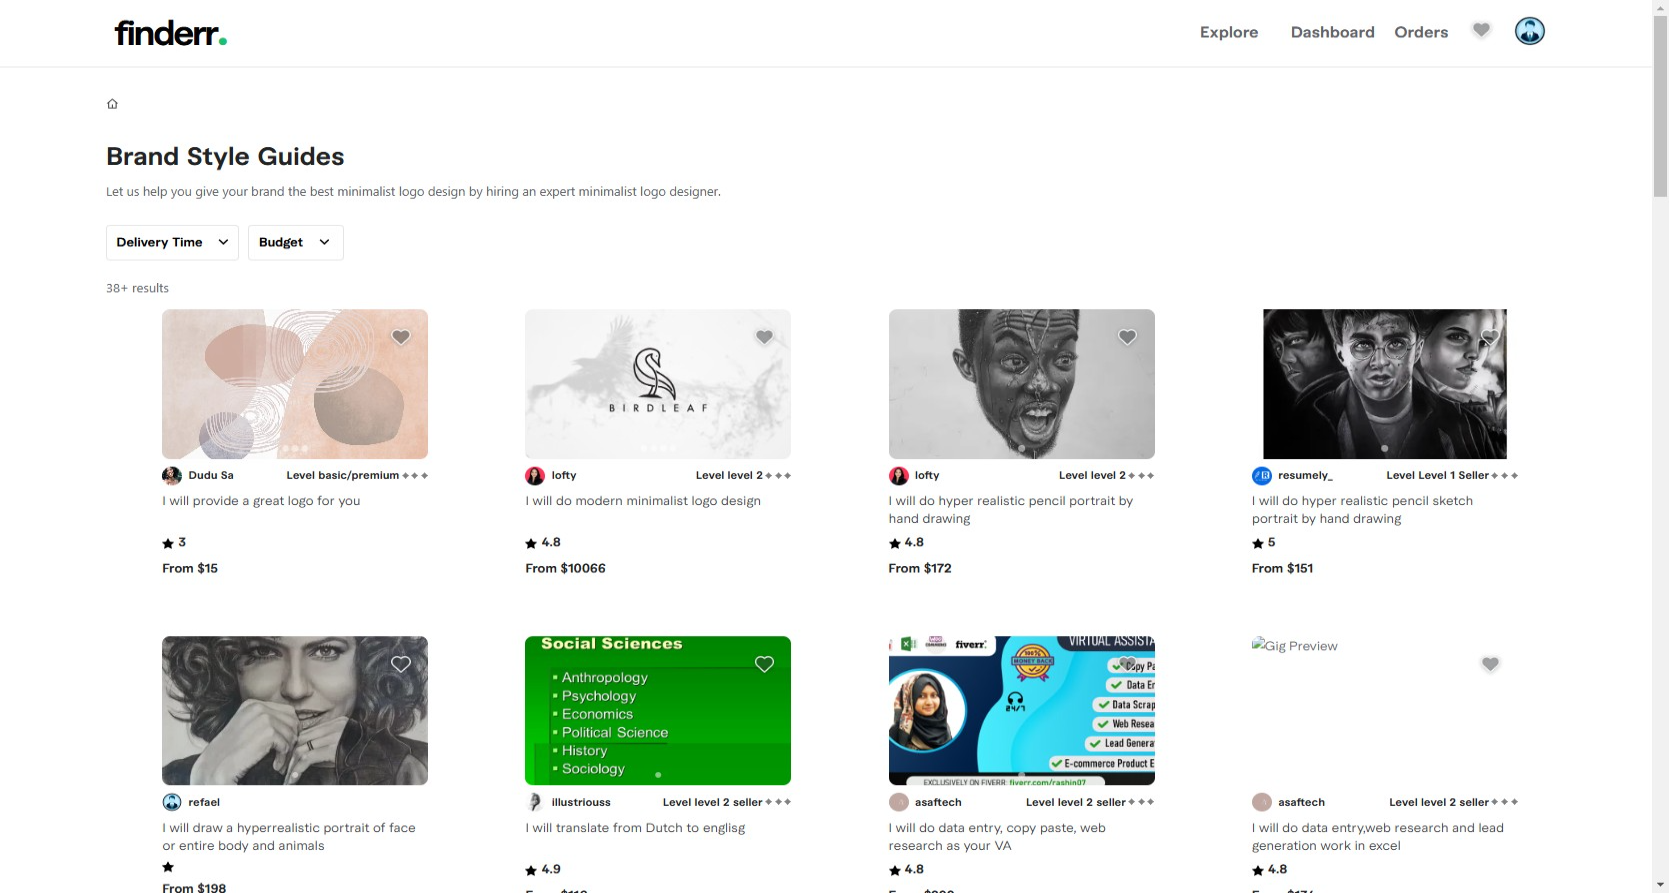 finderr.
Explore Dashboard Orders
Brand Style Guides
Let us help you give your brand the best minimalist logo design by hiring an expert minimalist logo designer.
Delivery Time Budget
38+ results
BIRDLEAF
Dudu Sa Level basic/premium
I will provide a great logo for you
3
From $15
lofty Level level 2
I will do modern minimalist logo design
4.8
From $10066
lofty Level level 2
I will do hyper realistic pencil portrait by
hand drawing
4.8
From $172
resumely_ Level Level 1 Seller
I will do hyper realistic pencil sketch
portrait by hand drawing
5
From $151
refael
I will draw a hyperrealistic portrait of face
or entire body and animals
From $198
Social Sciences
▪ Anthropology
▪ Psychology
▪ Economics
▪ Political Science
▪ History
▪ Sociology
illustriouss Level level 2 seller
I will translate from Dutch to englisg
4.9
fiverr.
VIRTUAL ASSISTA
100%
MONEY BACK
Copy Pa
Data En
Data Scrap
24/7
Web Resea
Lead Genera
E-commerce Product E
EXCLUSIVELY ON FIVERR fiverr.com/rashin07
asaftech Level level 2 seller
I will do data entry, copy paste, web
research as your VA
4.8
Gig Preview
asaftech Level level 2 seller
I will do data entry,web research and lead
generation work in excel
4.8